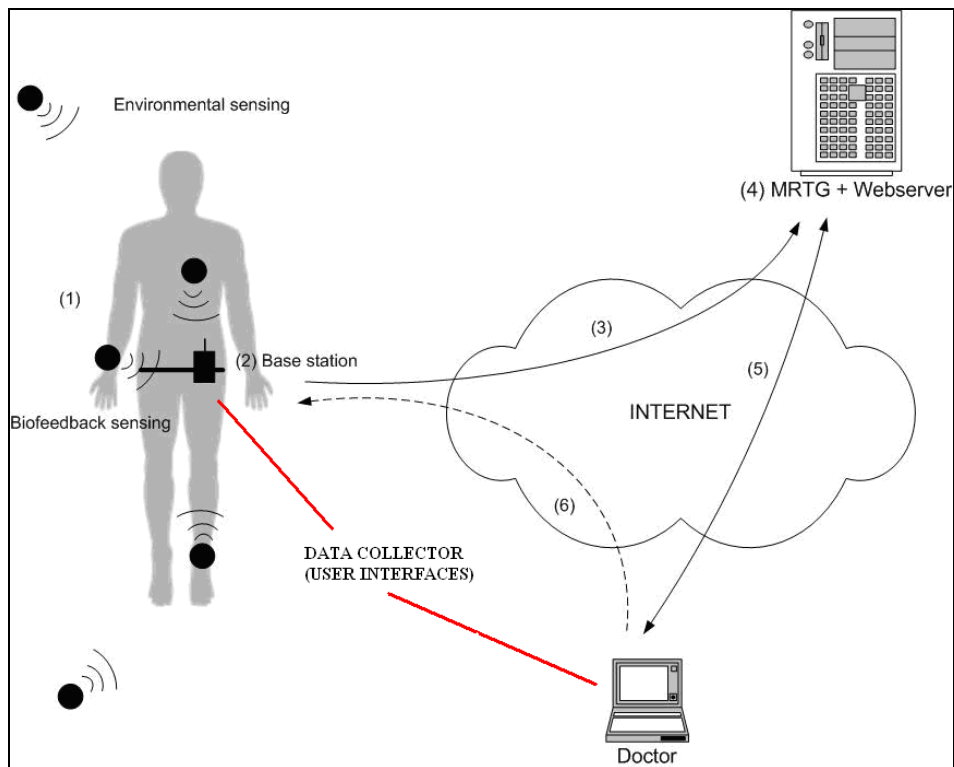 Environmental sensing
(4) MRTG + Webserver
(1)
(3)
(2) Base station
(5)
INTERNET
Biofeedback sensing
(6)
DATA COLLECTOR
(USER INTERFACES)
Doctor